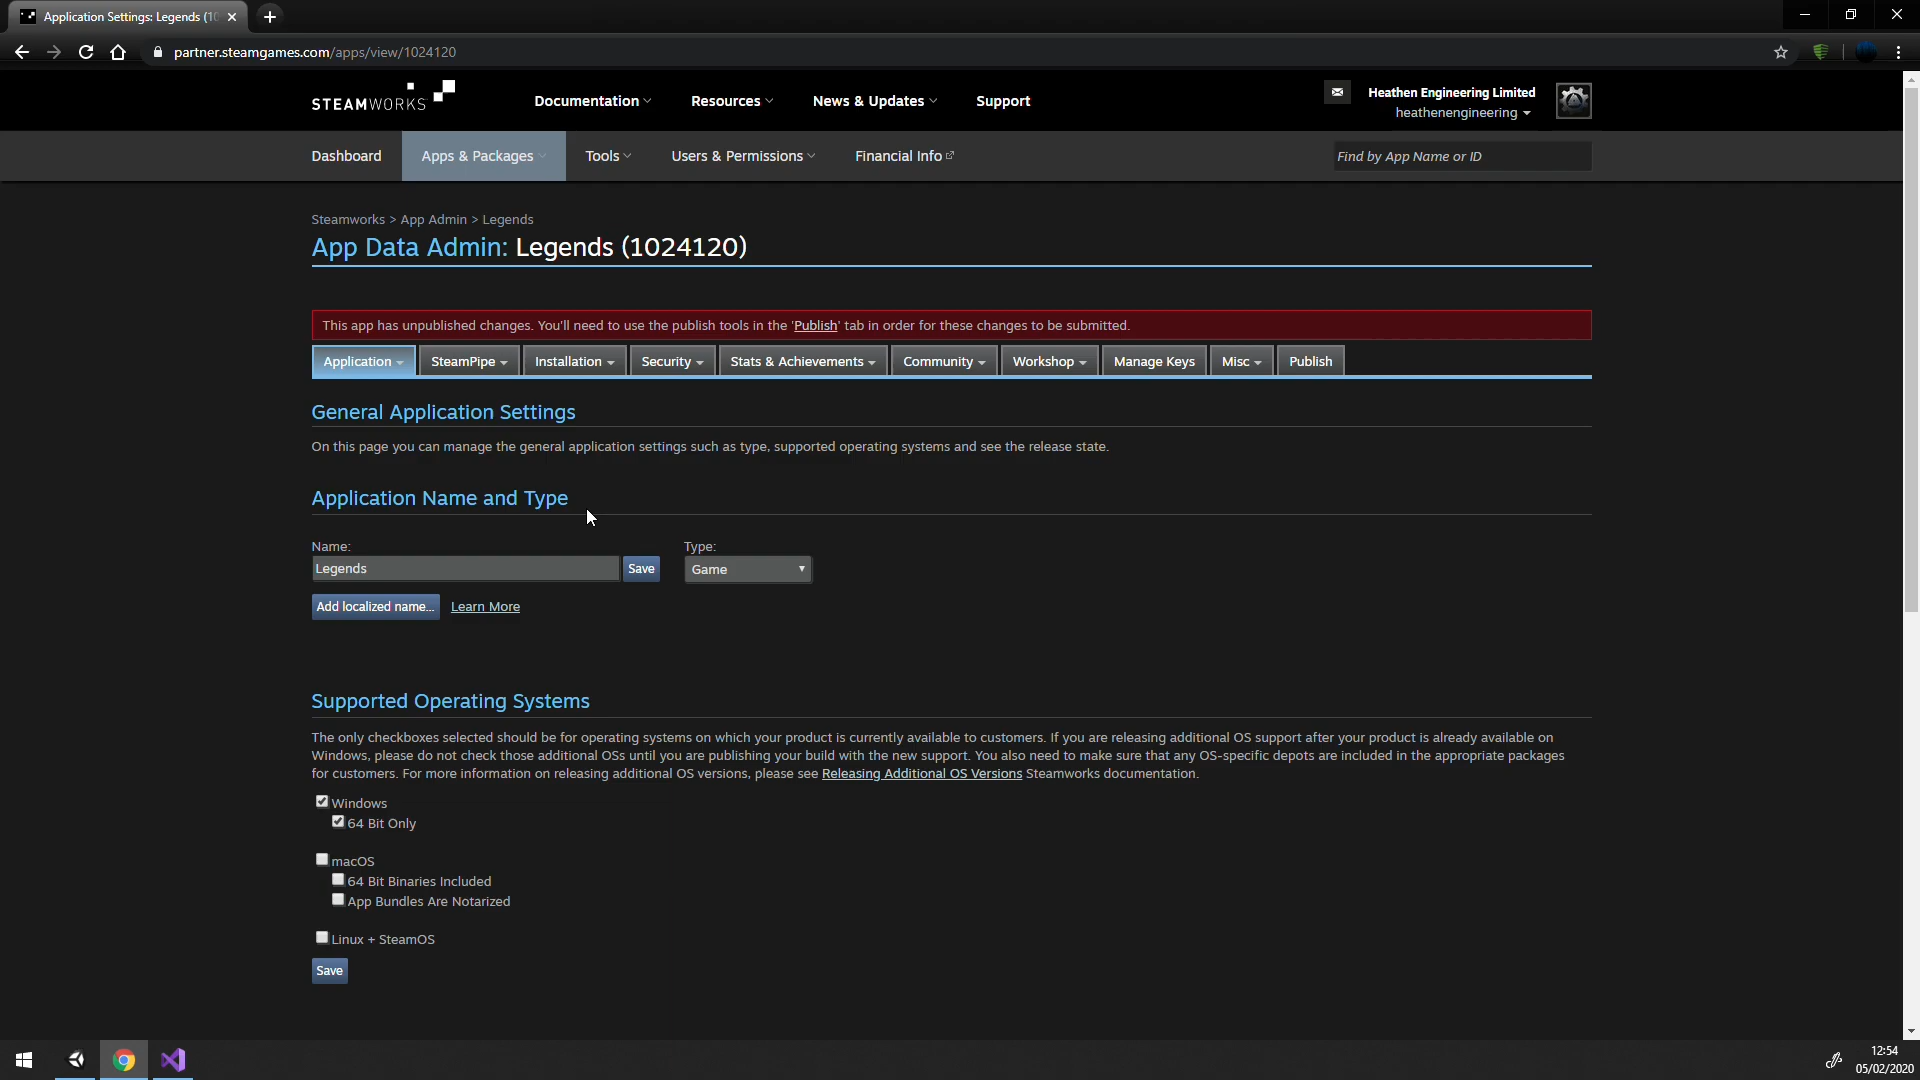 Application Settings: Legends (10
partner.steamgames.com/apps/view/1024120
STEAMWORKS
Documentation
Resources
News & Updates
Support
Heathen Engineering Limited
heathenengineering
Dashboard
Apps & Packages
Tools
Users & Permissions
Financial Info
Find by App Name or ID
Steamworks > App Admin > Legends
App Data Admin: Legends (1024120)
This app has unpublished changes. You'll need to use the publish tools in the 'Publish' tab in order for these changes to be submitted.
Application
SteamPipe
Installation
Security
Stats & Achievements
Community
Workshop
Manage Keys
Misc
Publish
General Application Settings
On this page you can manage the general application settings such as type, supported operating systems and see the release state.
Application Name and Type
Name:
Type:
Legends
Save
Game
Add localized name...
Learn More
Supported Operating Systems
The only checkboxes selected should be for operating systems on which your product is currently available to customers. If you are releasing additional OS support after your product is already available on
Windows, please do not check those additional OSs until you are publishing your build with the new support. You also need to make sure that any OS-specific depots are included in the appropriate packages
for customers. For more information on releasing additional OS versions, please see Releasing Additional OS Versions Steamworks documentation.
Windows
64 Bit Only
macOS
64 Bit Binaries Included
App Bundles Are Notarized
Linux + SteamOS
Save
12:54
05/02/2020